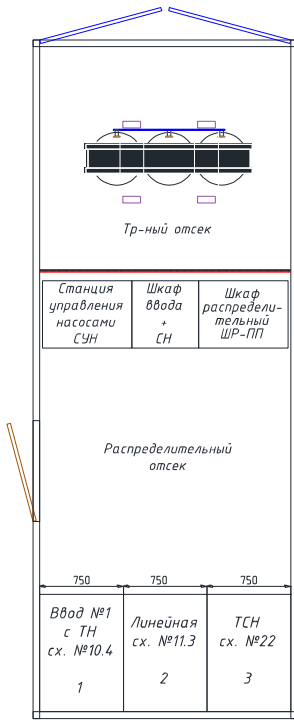 Тр-ный отсек
Станция
управления
насосами
СУН
Шкаф
ввода
+
СН
Шкаф
распредели-
тельный
ШР-ПП
Распределительный
отсек
750
750
750
Ввод №1
с ТН
сх. №10.4
1
Линейная
сх. №11.3
2
ТСН
сх. №22
3